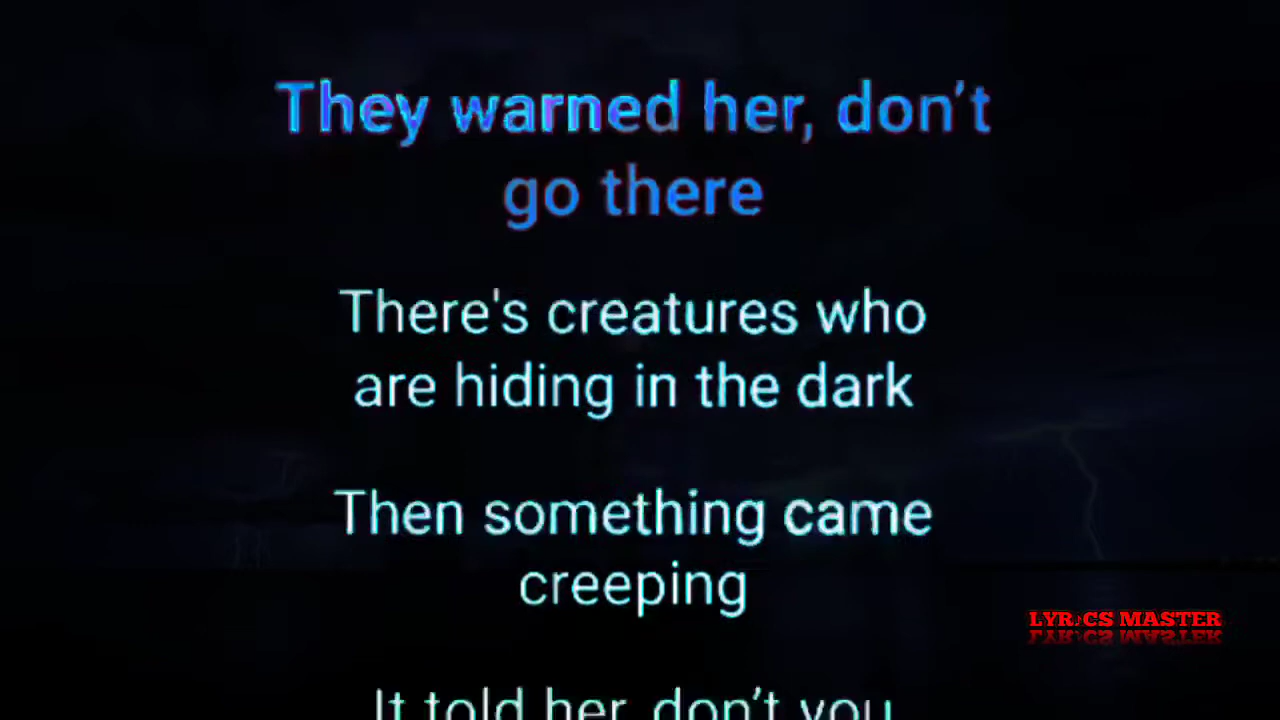 They warned her, don’t
go there
There's creatures who
are hiding in the dark
Then something came
creeping
LYRICS MASTER
It told her, don’t you